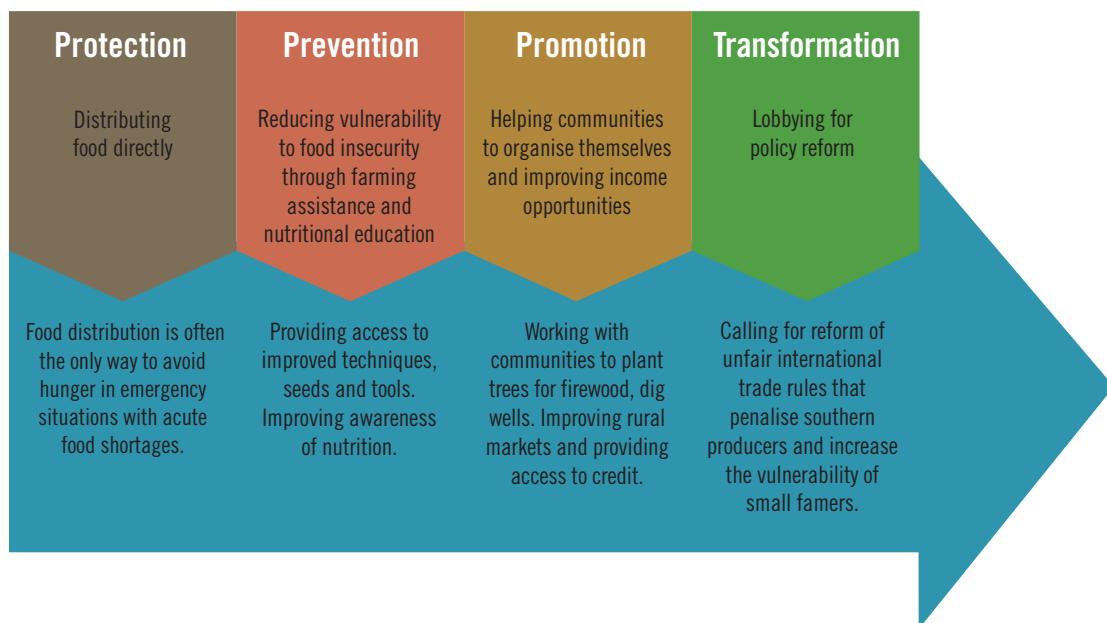 Protection
Distributing
food directly
Food distribution is often
the only way to avoid
hunger in emergency
situations with acute
food shortages.
Prevention
Reducing vulnerability
to food insecurity
through farming
assistance and
nutritional education
Providing access to
improved techniques,
seeds and tools.
Improving awareness
of nutrition.
Promotion
Helping communities
to organise themselves
and improving income
opportunities
Working with
communities to plant
trees for firewood, dig
wells. Improving rural
markets and providing
access to credit.
Transformation
Lobbying for
policy reform
Calling for reform of
unfair international
trade rules that
penalise southern
producers and increase
the vulnerability of
small famers.